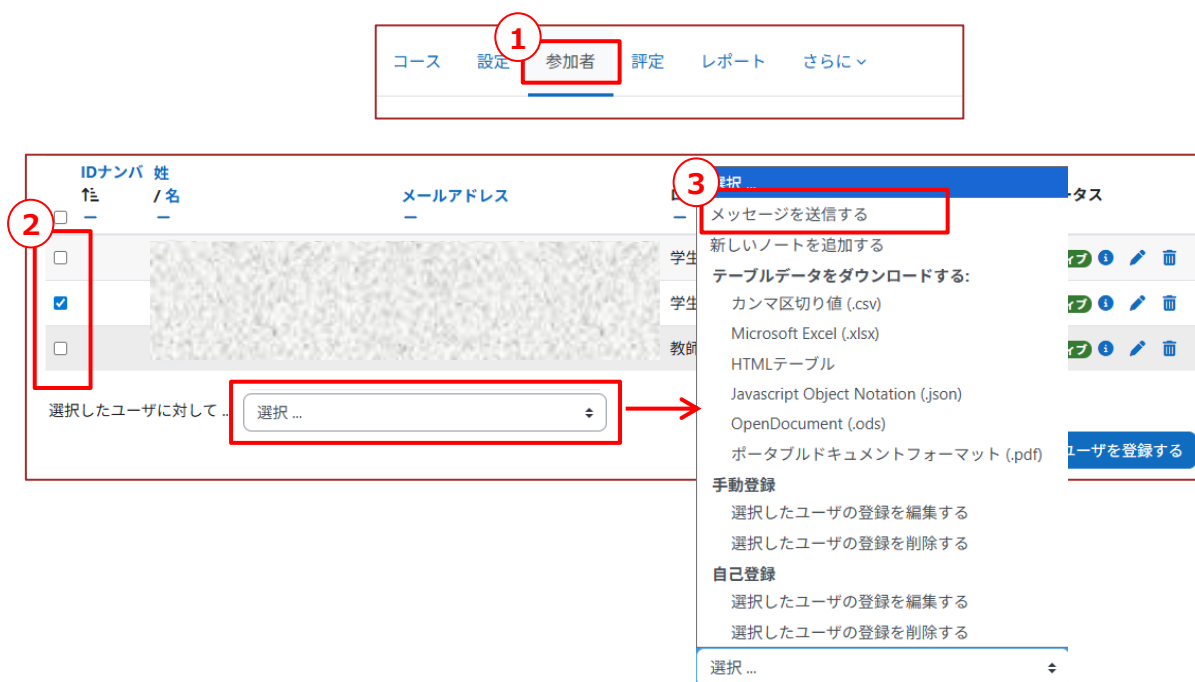 1
コース 設定 参加者 評定 レポート さらに
IDナンバ 姓
/ 名 メールアドレス
2
学生
学生
教師
選択したユーザに対して ..
選択 ...
3
選択 ...
メッセージを送信する
新しいノートを追加する
テーブルデータをダウンロードする:
カンマ区切り値 (.csv)
Microsoft Excel (.xlsx)
HTMLテーブル
Javascript Object Notation (.json)
OpenDocument (.ods)
ポータブルドキュメントフォーマット (.pdf)
手動登録
選択したユーザの登録を編集する
選択したユーザの登録を削除する
自己登録
選択したユーザの登録を編集する
選択したユーザの登録を削除する
選択 ...
タス
ィブ
ィブ
ィブ
ユーザを登録する